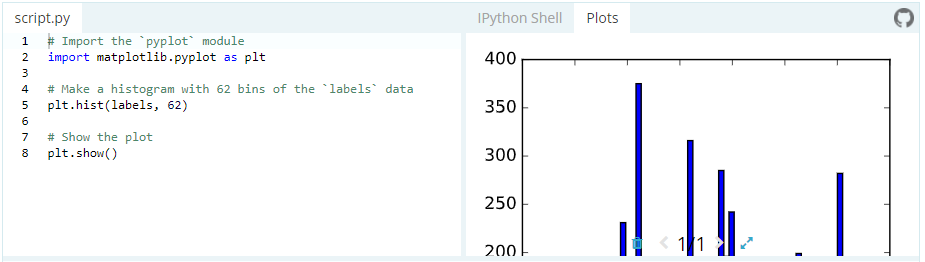 script.py
1 # Import the `pyplot` module
2 import matplotlib.pyplot as plt
3
4 # Make a histogram with 62 bins of the `labels` data
5 plt.hist(labels, 62)
6
7 # Show the plot
8 plt.show()
IPython Shell Plots
400
350
300
250
200
1/1